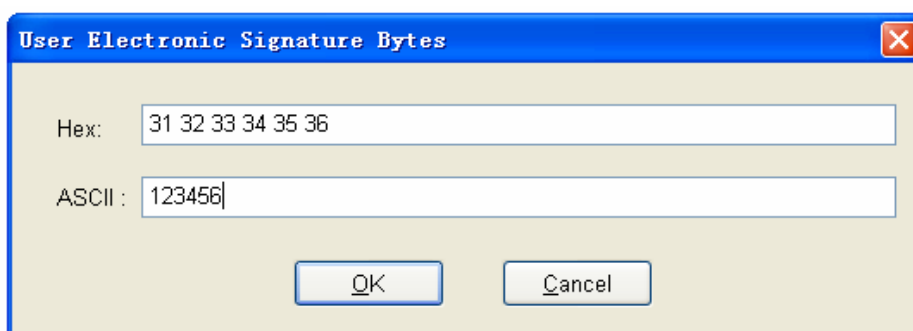 User Electronic Signature Bytes
Hex: 31 32 33 34 35 36
ASCII : 123456
OK Cancel